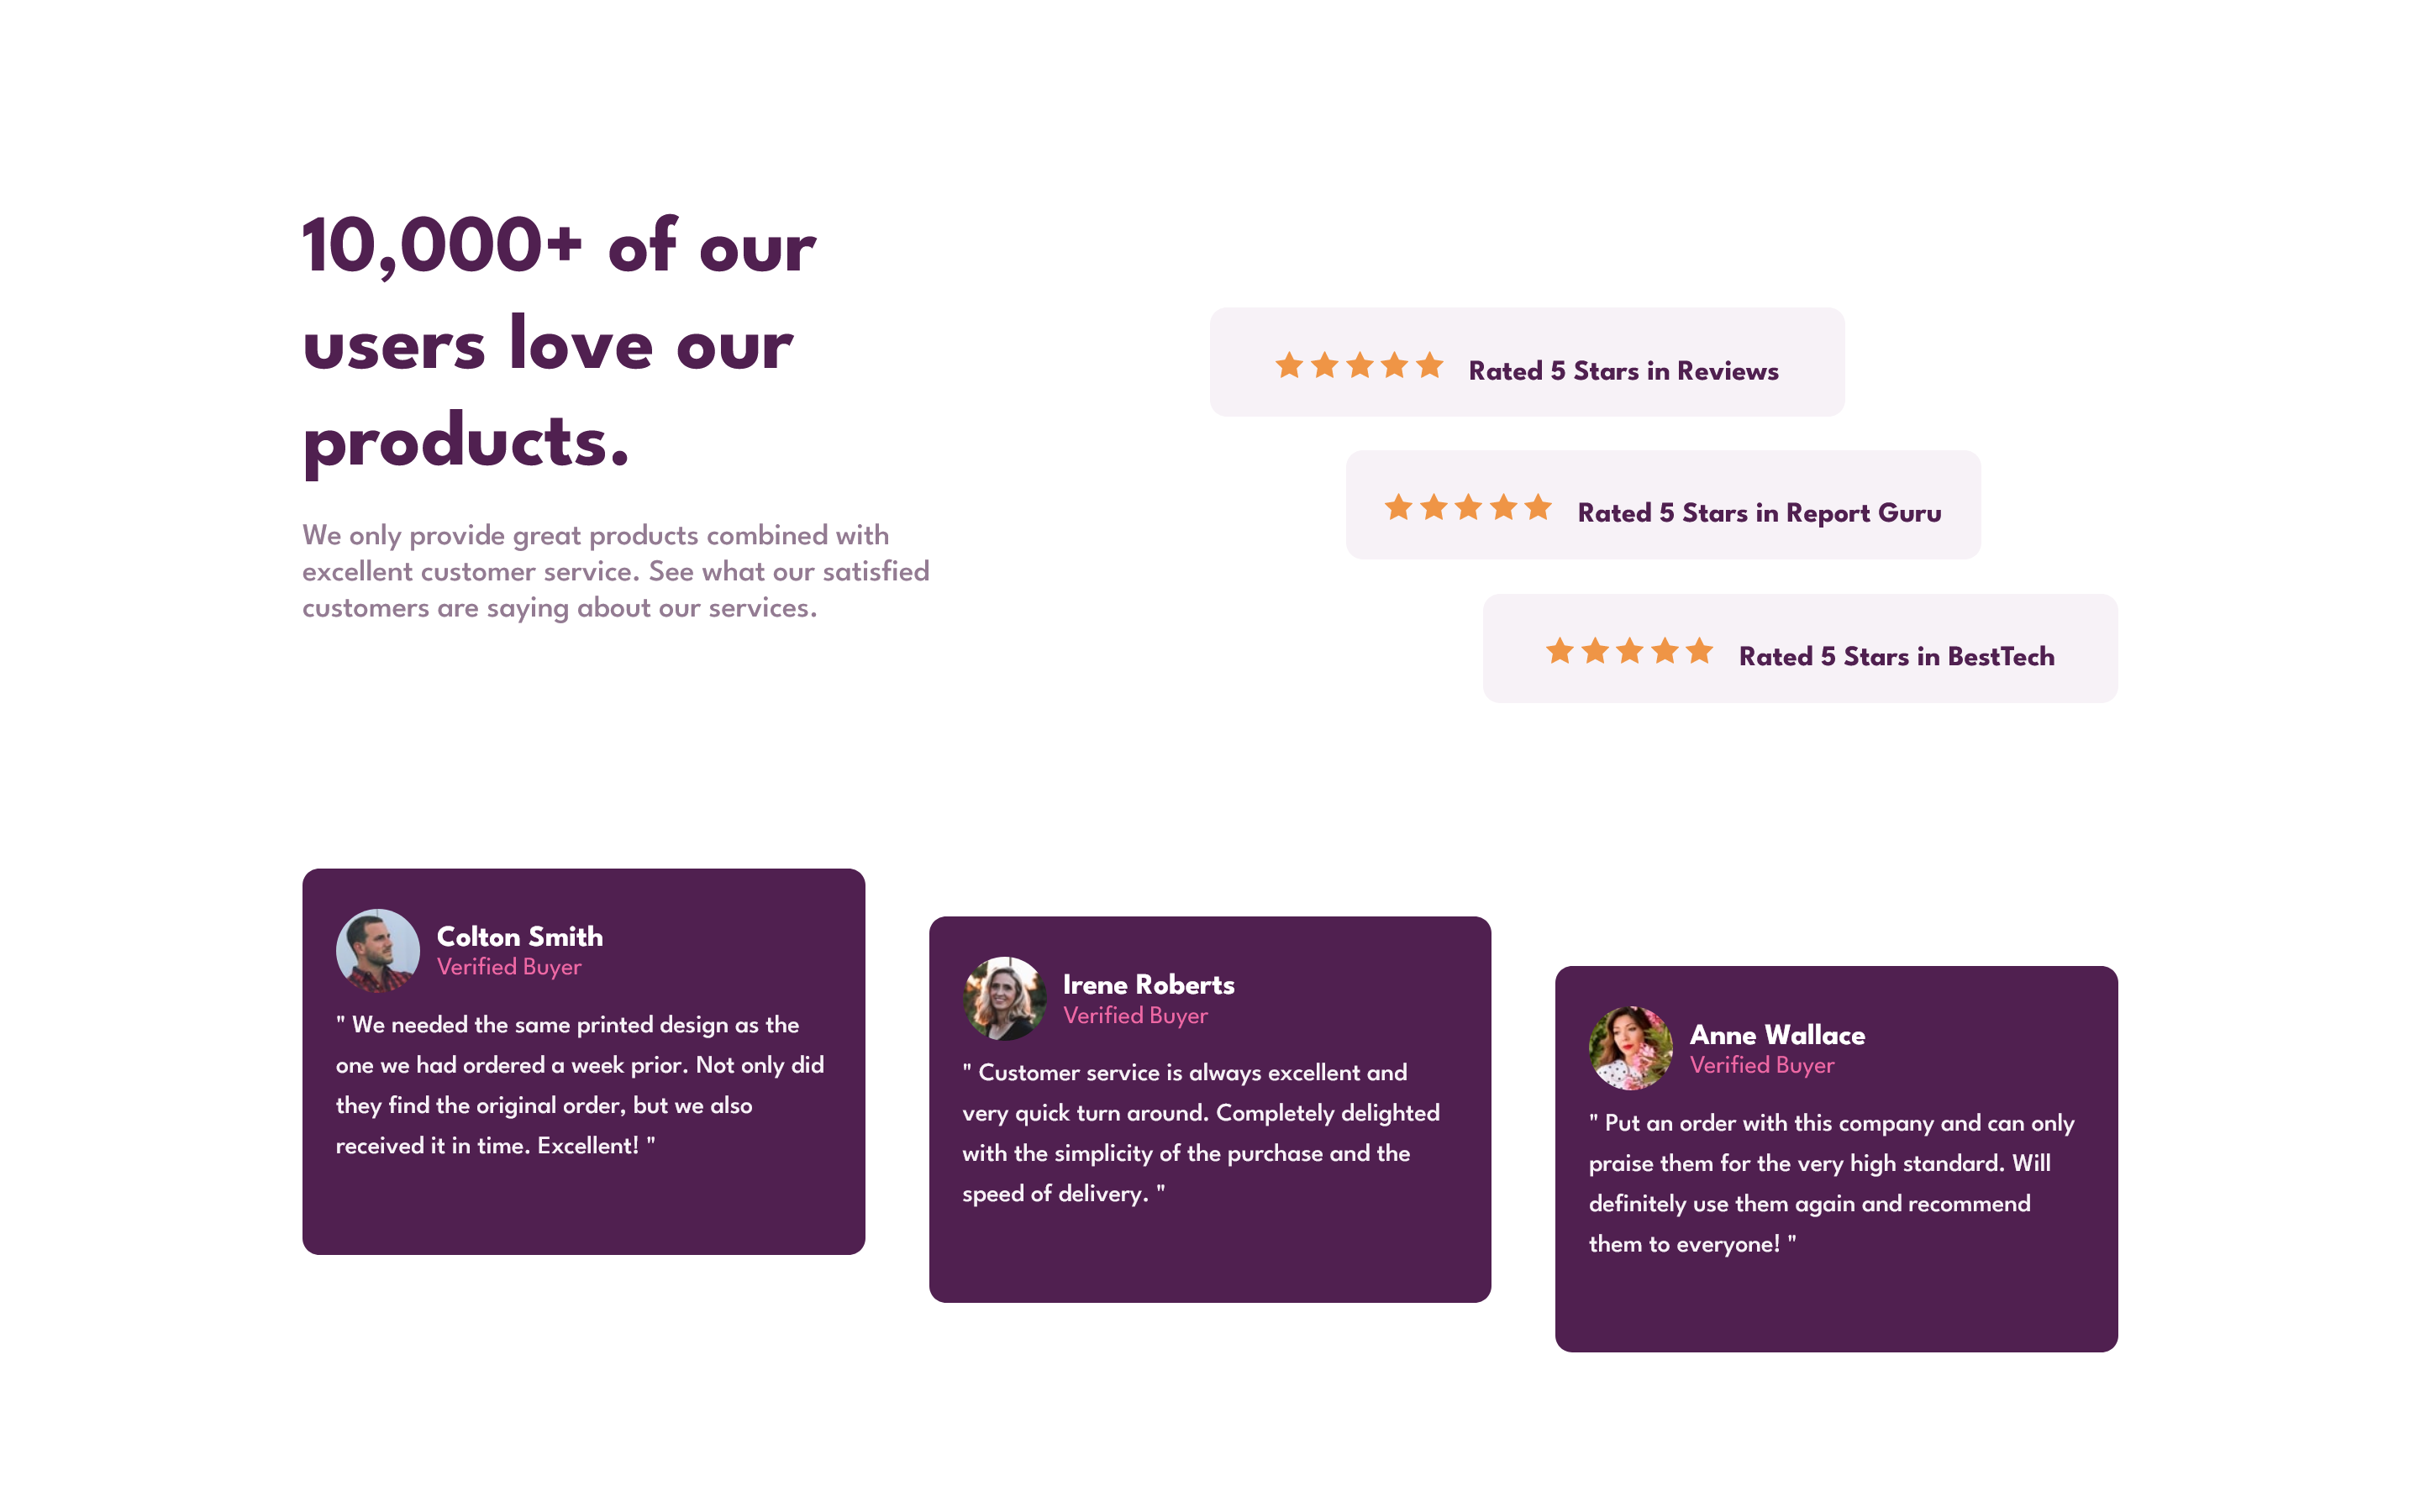 10,000+ of our
users love our
products.
We only provide great products combined with
excellent customer service. See what our satisfied
customers are saying about our services.
Rated 5 Stars in Reviews
Rated 5 Stars in Report Guru
Rated 5 Stars in BestTech
Colton Smith
Verified Buyer
" We needed the same printed design as the
one we had ordered a week prior. Not only did
they find the original order, but we also
received it in time. Excellent! "
Irene Roberts
Verified Buyer
" Customer service is always excellent and
very quick turn around. Completely delighted
with the simplicity of the purchase and the
speed of delivery. "
Anne Wallace
Verified Buyer
" Put an order with this company and can only
praise them for the very high standard. Will
definitely use them again and recommend
them to everyone! "